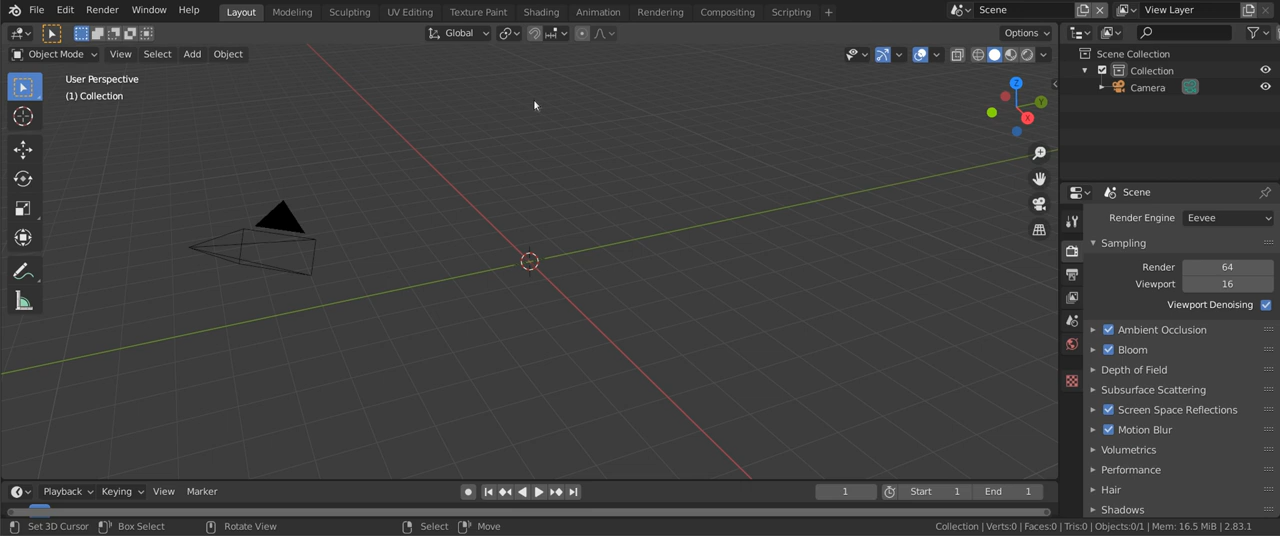 File Edit Render Window Help Layout Modeling Sculpting UV Editing Texture Paint Shading Animation Rendering Compositing Scripting + Scene View Layer
Global Options
Object Mode View Select Add Object
User Perspective
(1) Collection
Z
Y
X
Scene Collection
Collection
Camera
Scene
Render Engine Eevee
Sampling
Render 64
Viewport 16
Viewport Denoising
Ambient Occlusion
Bloom
Depth of Field
Subsurface Scattering
Screen Space Reflections
Motion Blur
Volumetrics
Performance
Hair
Shadows
Playback Keying View Marker 1 Start 1 End 1
Set 3D Cursor Box Select Rotate View Select Move Collection | Verts:0 | Faces:0 | Tris:0 | Objects:0/1 | Mem: 16.5 MiB | 2.83.1